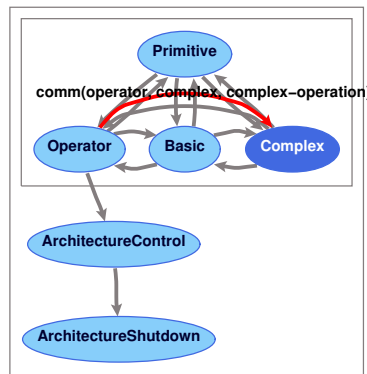 Primitive
comm(operator, complex, complex−operation)
Operator
Basic
Complex
ArchitectureControl
ArchitectureShutdown